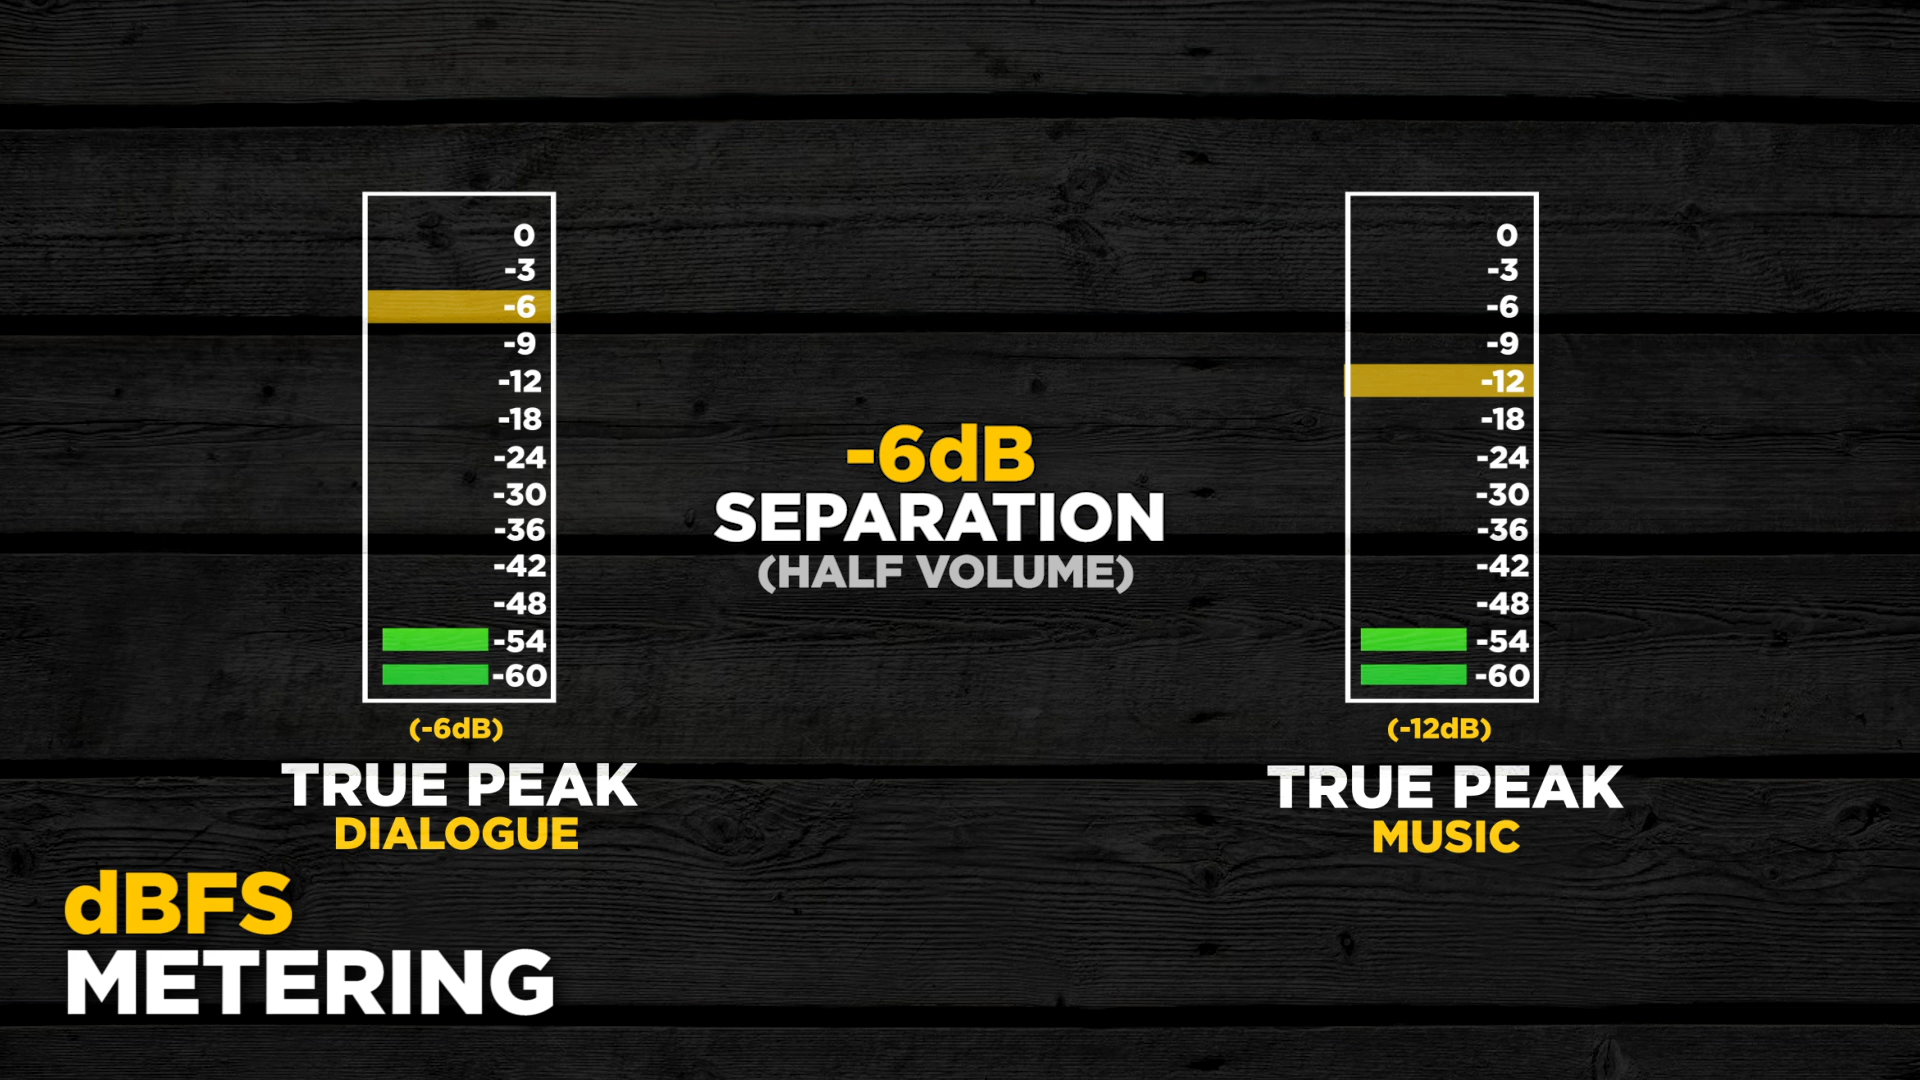 0
-3
-6
-9
-12
-18
-24
-30
-36
-42
-48
-54
-60
(-6dB)
TRUE PEAK
DIALOGUE
-6dB
SEPARATION
(HALF VOLUME)
0
-3
-6
-9
-12
-18
-24
-30
-36
-42
-48
-54
-60
(-12dB)
TRUE PEAK
MUSIC
dBFS
METERING